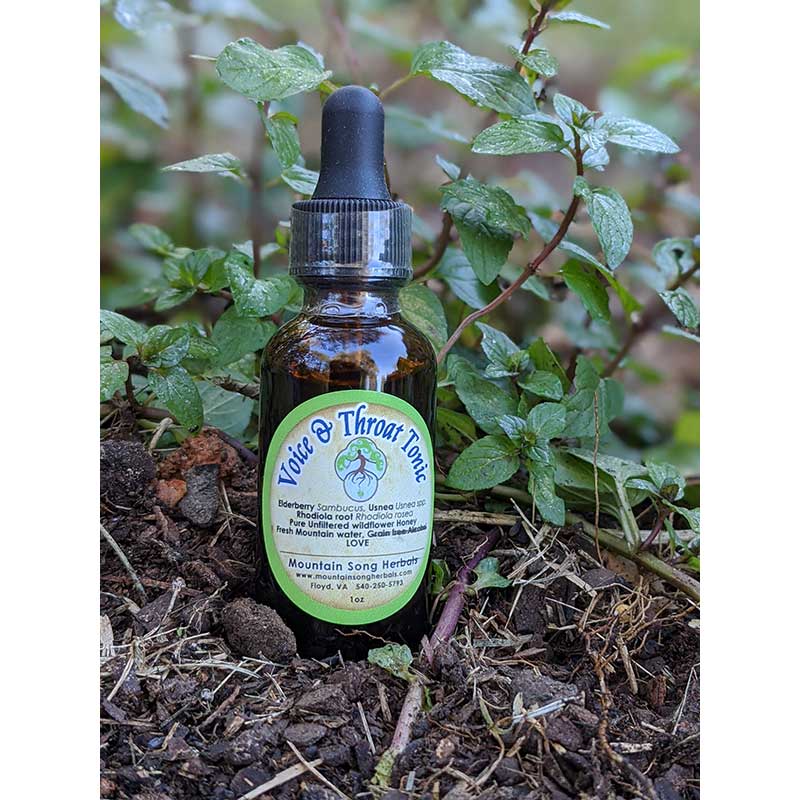 Voice & Throat Tonic
Elderberry Sambucus, Usnea Usnea spp.
Rhodiola root Rhodiola rosea
Pure Unfiltered wildflower Honey
Fresh Mountain water, Grain free Alcohol
LOVE
Mountain Song Herbals
www.mountainsongherbals.com
Floyd, VA 540-250-5793
1oz